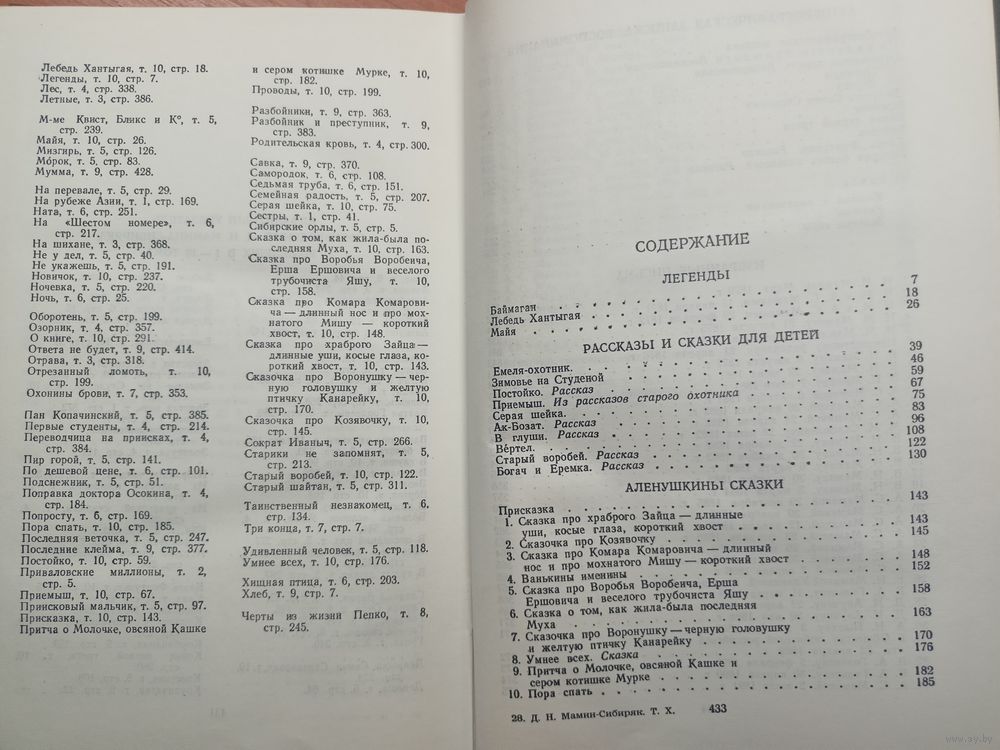 Лебедь Хантыгая, т. 10, стр. 18.
Легенды, т. 10, стр. 7.
Лес, т. 4, стр. 338.
Летные, т. 3, стр. 386.
М-ме Квист, Бликс и К°, т. 5,
стр. 239.
Майя, т. 10, стр. 26.
Мизгирь, т. 5, стр. 126.
Мо́рок, т. 5, стр. 83.
Мумма, т. 9, стр. 428.
На перевале, т. 5, стр. 29.
На рубеже Азии, т. 1, стр. 169.
Ната, т. 6, стр. 251.
На «Шестом номере», т. 6,
стр. 217.
На шихане, т. 3, стр. 368.
Не у дел, т. 5, стр. 40.
Не укажешь, т. 5, стр. 191.
Новичок, т. 10, стр. 237.
Ночевка, т. 5, стр. 220.
Ночь, т. 6, стр. 25.
Оборотень, т. 5, стр. 199.
Озорник, т. 4, стр. 357.
О книге, т. 10, стр. 291.
Ответа не будет, т. 9, стр. 414.
Отрава, т. 3, стр. 318.
Отрезанный ломоть, т. 10,
стр. 199.
Охонины брови, т. 7, стр. 353.
Пан Копачинский, т. 5, стр. 385.
Первые студенты, т. 4, стр. 214.
Переводчица на приисках, т. 4,
стр. 384.
Пир горой, т. 5, стр. 141.
По дешевой цене, т. 6, стр. 101.
Подснежник, т. 5, стр. 51.
Поправка доктора Осокина, т. 4,
стр. 184.
Попросту, т. 6, стр. 169.
Пора спать, т. 10, стр. 185.
Последняя веточка, т. 5, стр. 247.
Последние клейма, т. 9, стр. 377.
Постойко, т. 10, стр. 59.
Приваловские миллионы, т. 2,
стр. 5.
Приемыш, т. 10, стр. 67.
Приисковый мальчик, т. 5, стр. 97.
Присказка, т. 10, стр. 143.
Притча о Молочке, овсяной Кашке
и сером котишке Мурке, т. 10,
стр. 182.
Проводы, т. 10, стр. 199.
Разбойники, т. 9, стр. 363.
Разбойник и преступник, т. 9,
стр. 383.
Родительская кровь, т. 4, стр. 300.
Савка, т. 9, стр. 370.
Самородок, т. 6, стр. 108.
Седьмая труба, т. 6, стр. 151.
Семейная радость, т. 5, стр. 207.
Серая шейка, т. 10, стр. 75.
Сестры, т. 1, стр. 41.
Сибирские орлы, т. 5, стр. 5.
Сказка о том, как жила-была по-
следняя Муха, т. 10, стр. 163.
Сказка про Воробья Воробеича,
Ерша Ершовича и веселого
трубочиста Яшу, т. 10,
стр. 158.
Сказка про Комара Комарови-
ча — длинный нос и про мох-
натого Мишу — короткий
хвост, т. 10, стр. 148.
Сказка про храброго Зайца —
длинные уши, косые глаза, ко-
роткий хвост, т. 10, стр. 143.
Сказочка про Воронушку — чер-
ную головушку и желтую
птичку Канарейку, т. 10,
стр. 170.
Сказочка про Козявочку, т. 10,
стр. 145.
Сократ Иваныч, т. 5, стр. 266.
Старики не запомнят, т. 5,
стр. 213.
Старый воробей, т. 10, стр. 122.
Старый шайтан, т. 5, стр. 311.
Таинственный незнакомец, т. 6,
стр. 134.
Три конца, т. 7, стр. 7.
Удивленный человек, т. 5, стр. 118.
Умнее всех, т. 10, стр. 176.
Хищная птица, т. 6, стр. 203.
Хлеб, т. 9, стр. 7.
Черты из жизни Пепко, т. 8,
стр. 245.
СОДЕРЖАНИЕ
ЛЕГЕНДЫ
Баймаган 7
Лебедь Хантыгая 18
Майя 26
РАССКАЗЫ И СКАЗКИ ДЛЯ ДЕТЕЙ
Емеля-охотник. 39
Зимовье на Студеной 46
Постойко. Рассказ 59
Приемыш. Из рассказов старого охотника 67
Серая шейка. 75
Ак-Бозат. Рассказ 83
В глуши. Рассказ 96
Вёртел. 108
Старый воробей. Рассказ 122
Богач и Еремка. Рассказ 130
АЛЕНУШКИНЫ СКАЗКИ
Присказка 143
1. Сказка про храброго Зайца — длинные
уши, косые глаза, короткий хвост 143
2. Сказочка про Козявочку 145
3. Сказка про Комара Комаровича — длинный
нос и про мохнатого Мишу — короткий хвост 148
4. Ванькины именины 152
5. Сказка про Воробья Воробеича, Ерша
Ершовича и веселого трубочиста Яшу 158
6. Сказка о том, как жила-была последняя
Муха 163
7. Сказочка про Воронушку — черную головушку
и желтую птичку Канарейку 170
8. Умнее всех. Сказка 176
9. Притча о Молочке, овсяной Кашке и
сером котишке Мурке 182
10. Пора спать 185
28. Д. Н. Мамин-Сибиряк. Т. X. 433
www.ay.by